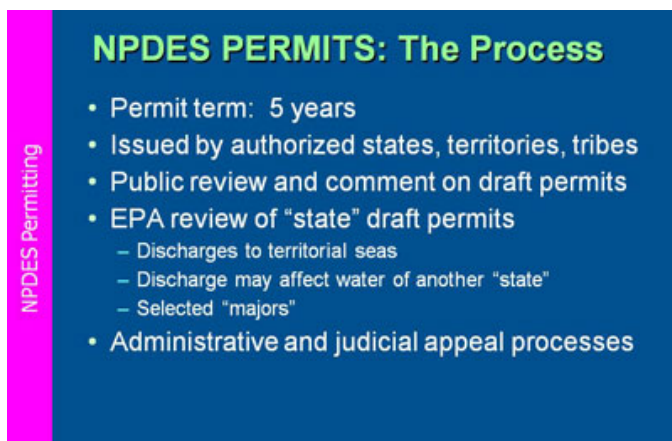 NPDES PERMITS: The Process
• Permit term: 5 years
• Issued by authorized states, territories, tribes
• Public review and comment on draft permits
• EPA review of “state” draft permits
– Discharges to territorial seas
– Discharge may affect water of another “state”
– Selected “majors”
• Administrative and judicial appeal processes
NPDES Permitting